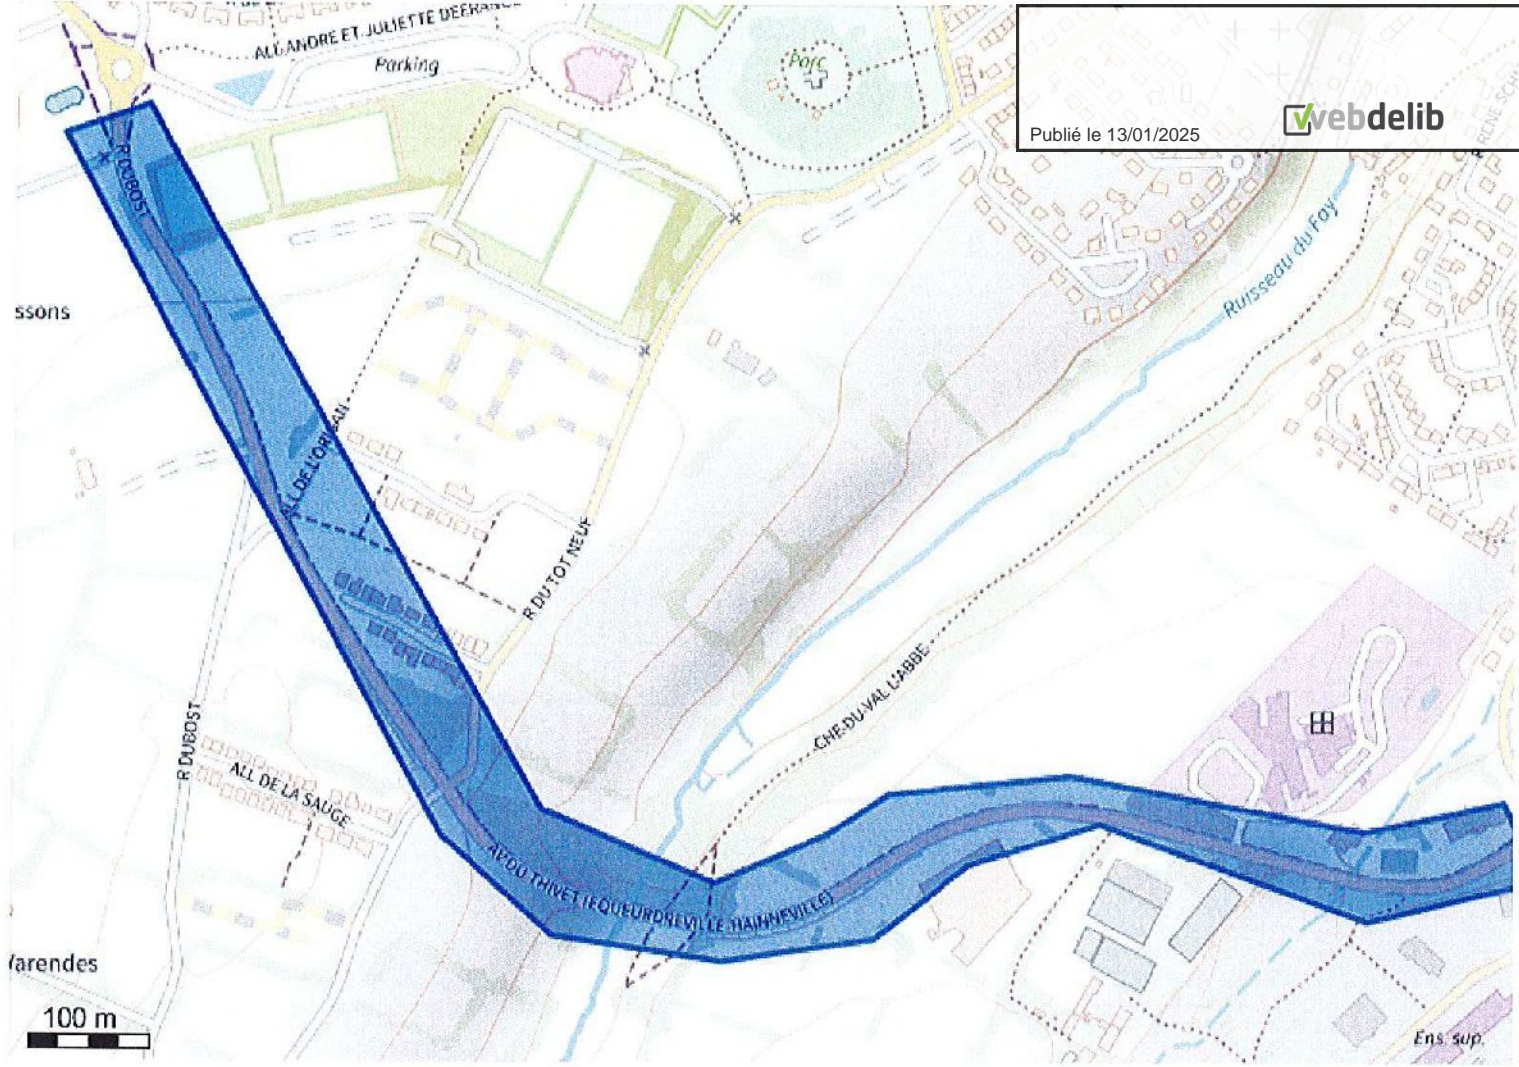 ALL ANDRE ET JULIETTE DEFRANCE
Parking
Parc
Publié le 13/01/2025
webdelib
R RENE SCH
R DUBOST
Ruisseau du Fay
ssons
ALL DE L'ORIGAN
R DU TOT NEUF
CHE DU VAL L'ABBE
R DUBOST
ALL DE LA SAUGE
AV DU THIVET (EQUEURDREVILLE-HAINNEVILLE)
Varendes
100 m
Ens. sup.